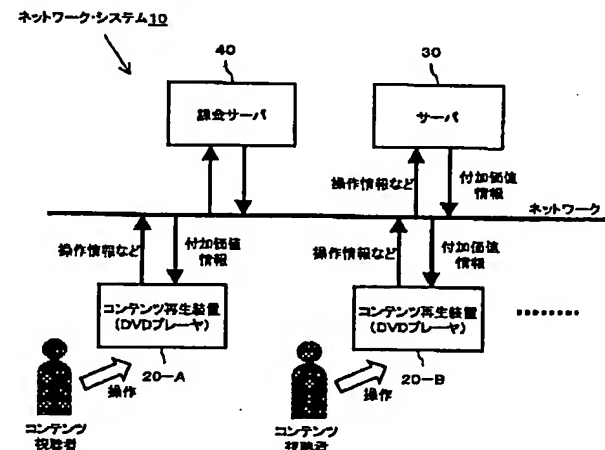 ネットワーク・システム10
40
30
課金サーバ
サーバ
操作情報など
付加価値
情報
ネットワーク
操作情報など
付加価値
情報
操作情報など
付加価値
情報
コンテンツ再生装置
(DVDプレーヤ)
コンテンツ再生装置
(DVDプレーヤ)
………
操作
20－A
操作
20－B
コンテンツ
視聴者
コンテンツ
視聴者